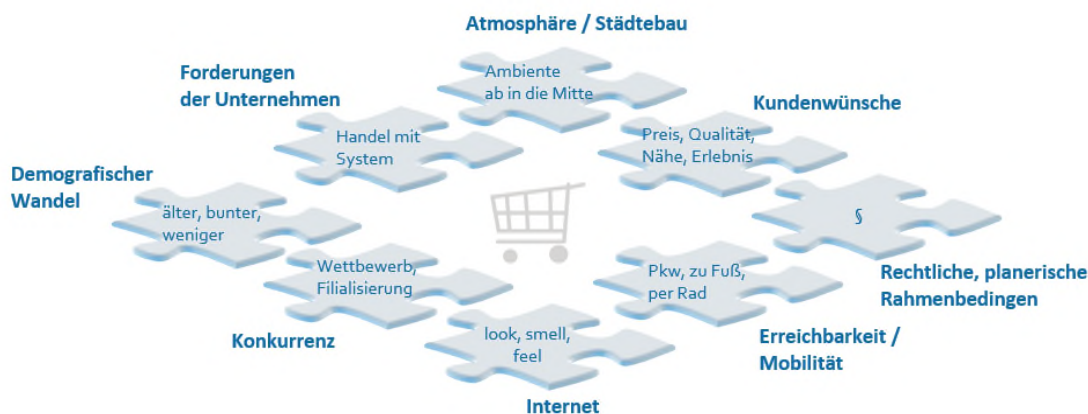 Atmosphäre / Städtebau
Ambiente
ab in die Mitte
Forderungen
der Unternehmen
Handel mit
System
Kundenwünsche
Preis, Qualität,
Nähe, Erlebnis
Demografischer
Wandel
älter, bunter,
weniger
§
Rechtliche, planerische
Rahmenbedingen
Wettbewerb,
Filialisierung
Konkurrenz
Pkw, zu Fuß,
per Rad
Erreichbarkeit /
Mobilität
look, smell,
feel
Internet